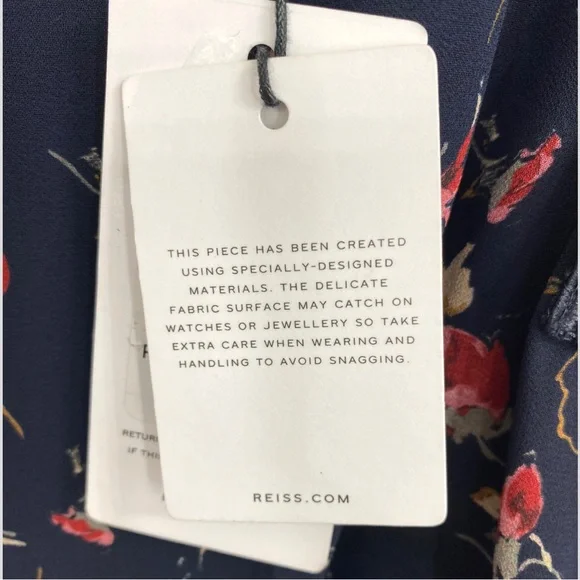 THIS PIECE HAS BEEN CREATED
USING SPECIALLY-DESIGNED
MATERIALS. THE DELICATE
FABRIC SURFACE MAY CATCH ON
WATCHES OR JEWELLERY SO TAKE
EXTRA CARE WHEN WEARING AND
HANDLING TO AVOID SNAGGING.
REISS.COM
IF